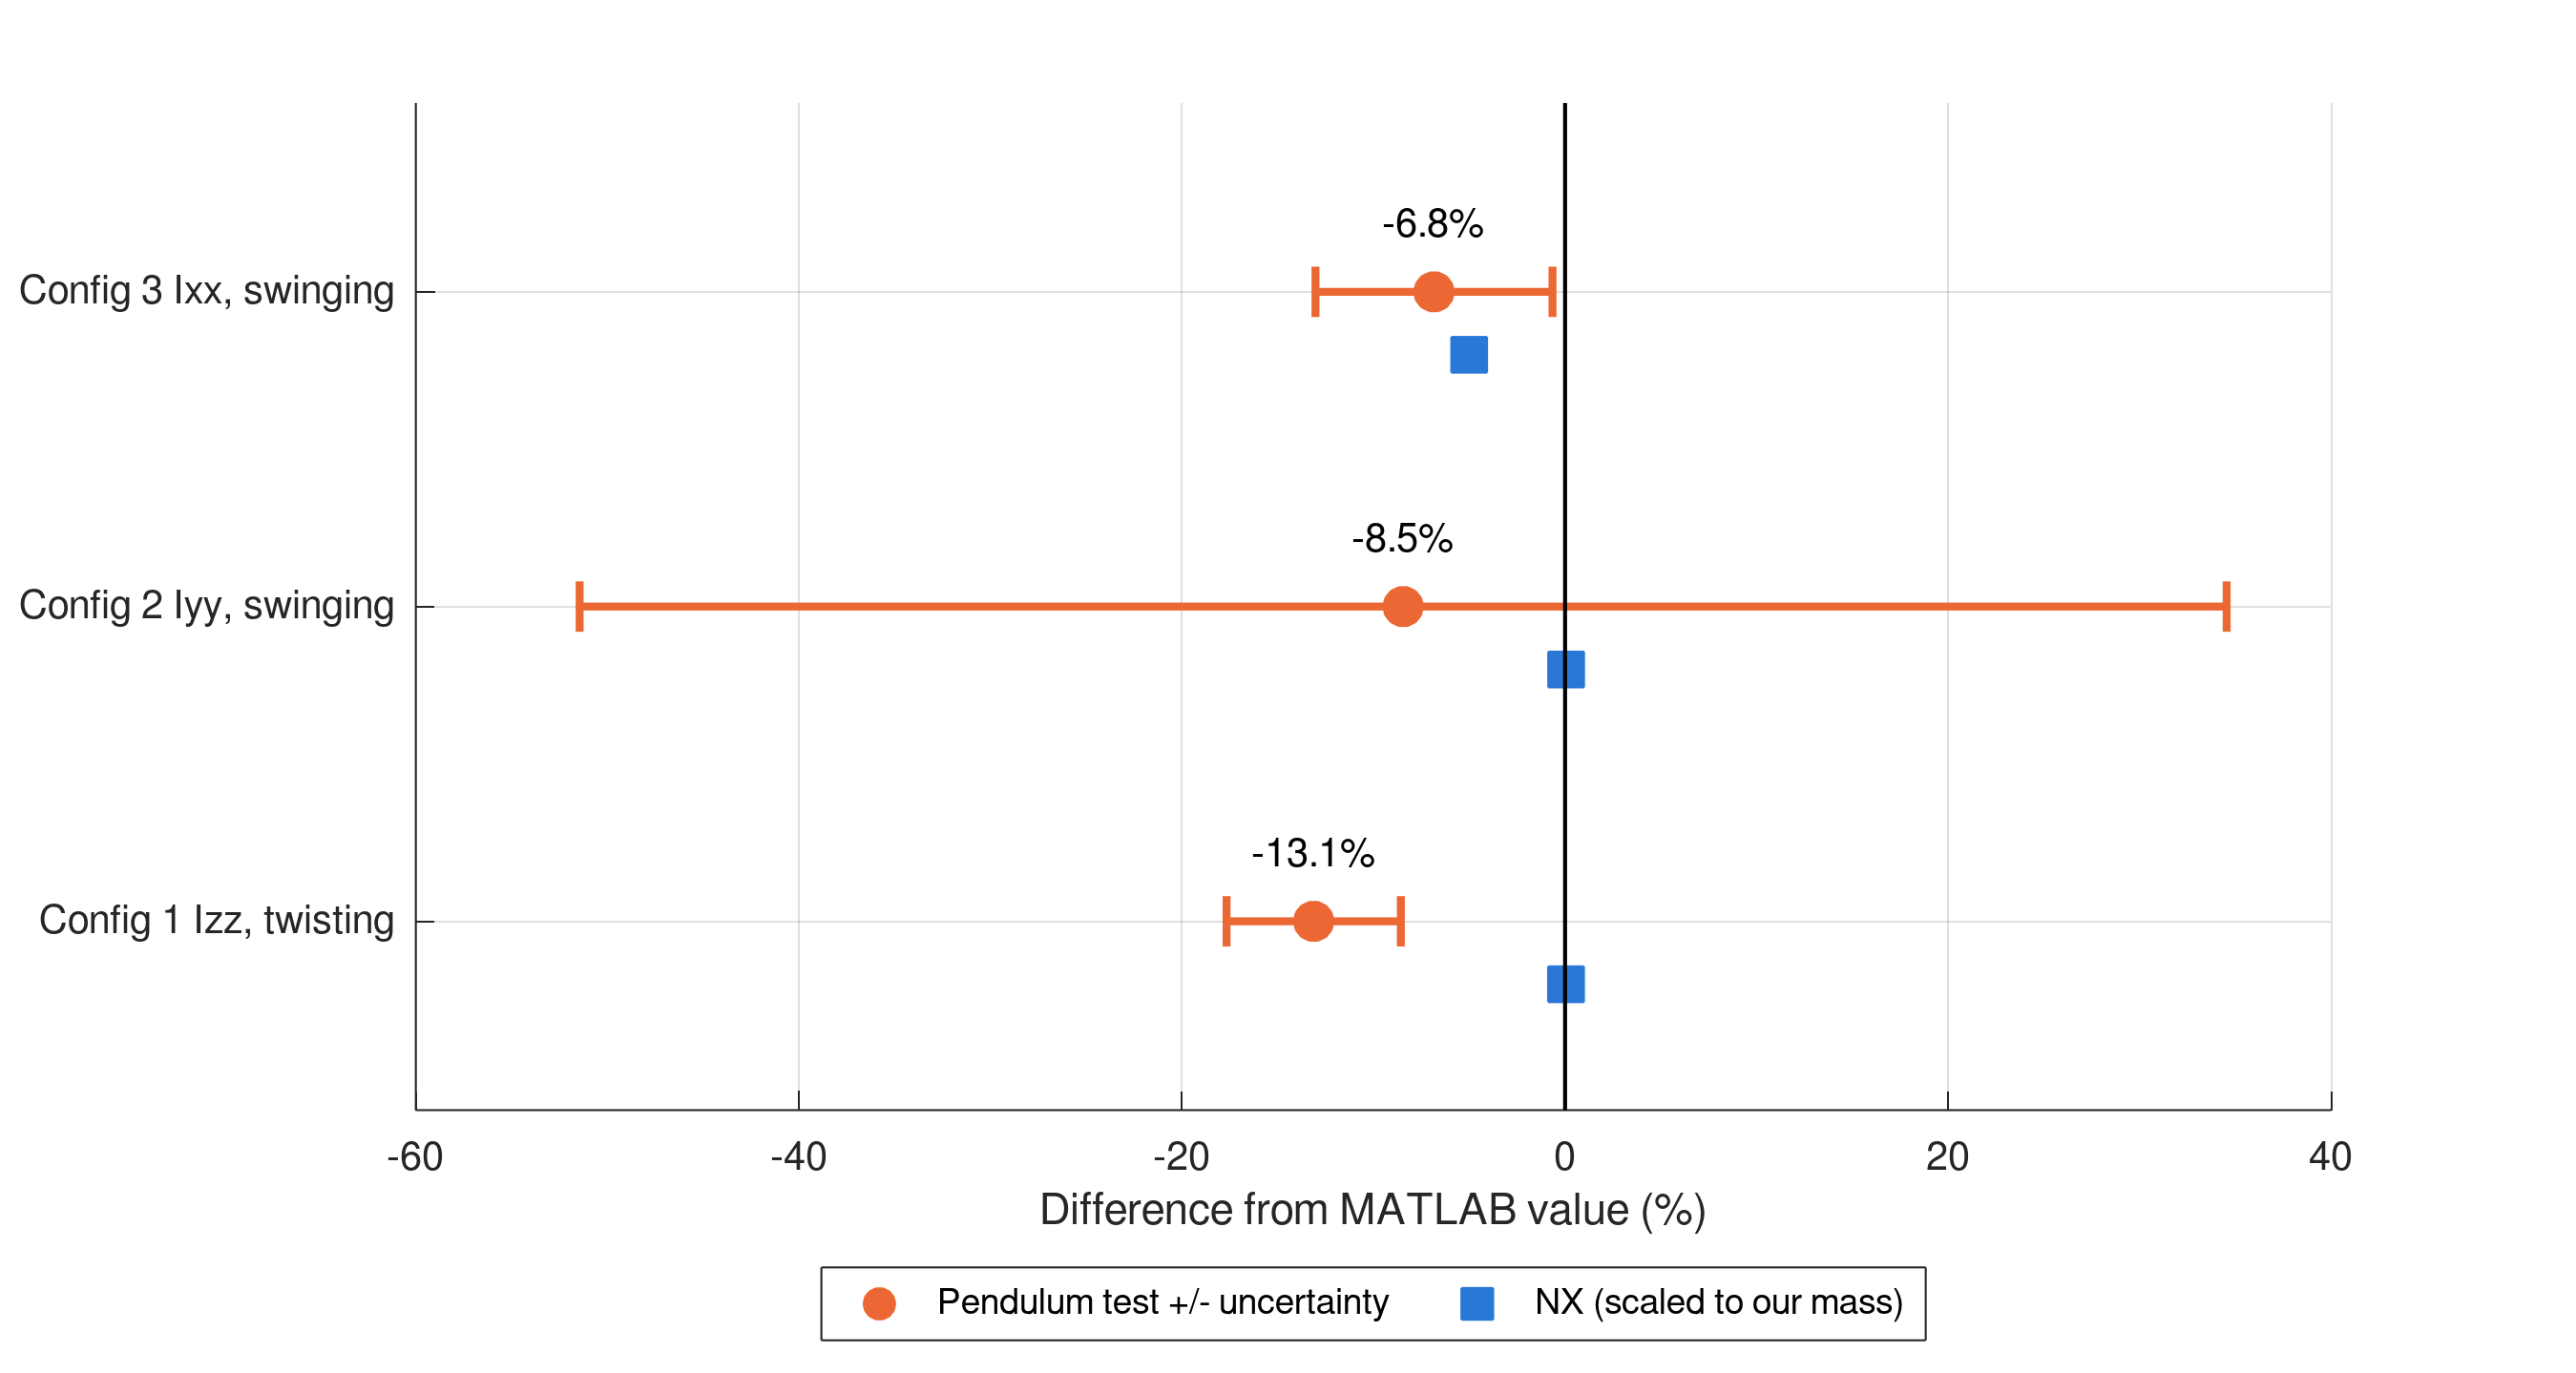 -6.8%
Config 3 Ixx, swinging
-8.5%
Config 2 Iyy, swinging
-13.1%
Config 1 Izz, twisting
-60 -40 -20 0 20 40
Difference from MATLAB value (%)
Pendulum test +/- uncertainty NX (scaled to our mass)